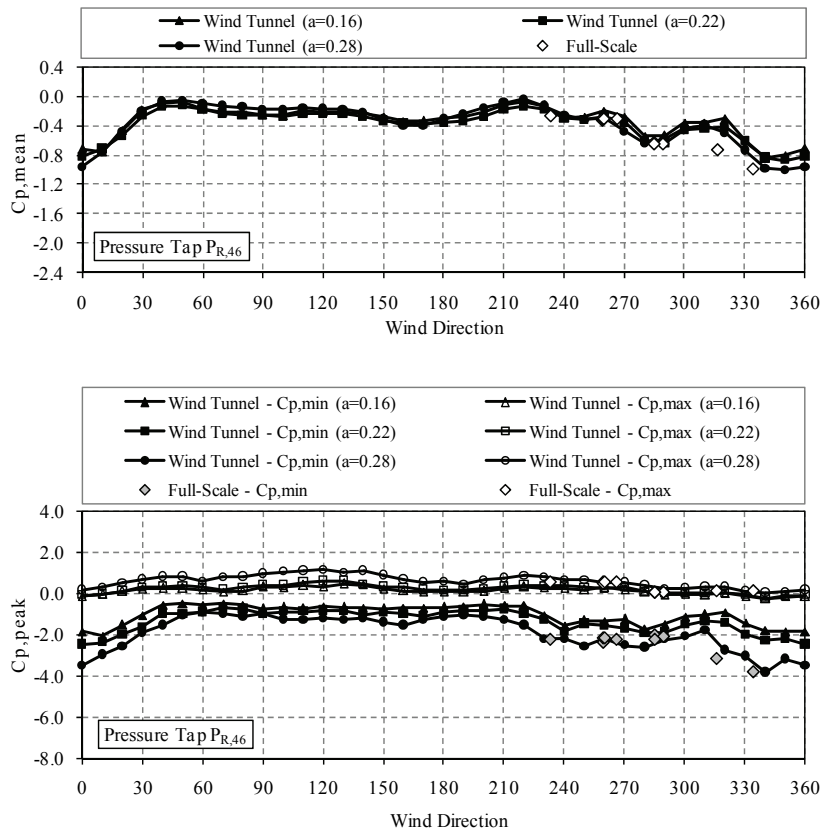 Wind Tunnel (a=0.16) Wind Tunnel (a=0.22)
Wind Tunnel (a=0.28) Full-Scale
0.4
0.0
-0.4
-0.8
-1.2
-1.6
-2.0
-2.4
Cp,mean
Pressure Tap P_R,46
0 30 60 90 120 150 180 210 240 270 300 330 360
Wind Direction
Wind Tunnel - Cp,min (a=0.16) Wind Tunnel - Cp,max (a=0.16)
Wind Tunnel - Cp,min (a=0.22) Wind Tunnel - Cp,max (a=0.22)
Wind Tunnel - Cp,min (a=0.28) Wind Tunnel - Cp,max (a=0.28)
Full-Scale - Cp,min Full-Scale - Cp,max
4.0
2.0
0.0
-2.0
-4.0
-6.0
-8.0
Cp,peak
Pressure Tap P_R,46
0 30 60 90 120 150 180 210 240 270 300 330 360
Wind Direction